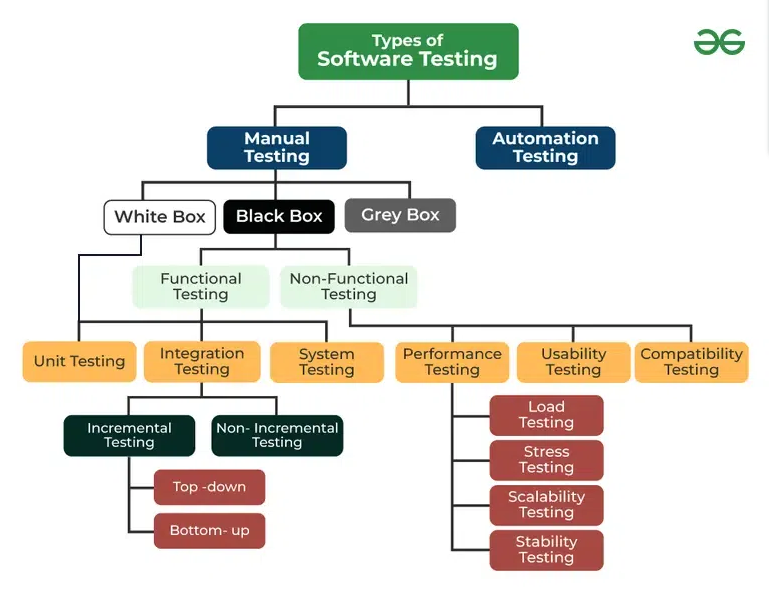 Types of
Software Testing
Manual
Testing
Automation
Testing
White Box
Black Box
Grey Box
Functional
Testing
Non-Functional
Testing
Unit Testing
Integration
Testing
System
Testing
Performance
Testing
Usability
Testing
Compatibility
Testing
Incremental
Testing
Non- Incremental
Testing
Load
Testing
Stress
Testing
Top -down
Scalability
Testing
Bottom- up
Stability
Testing